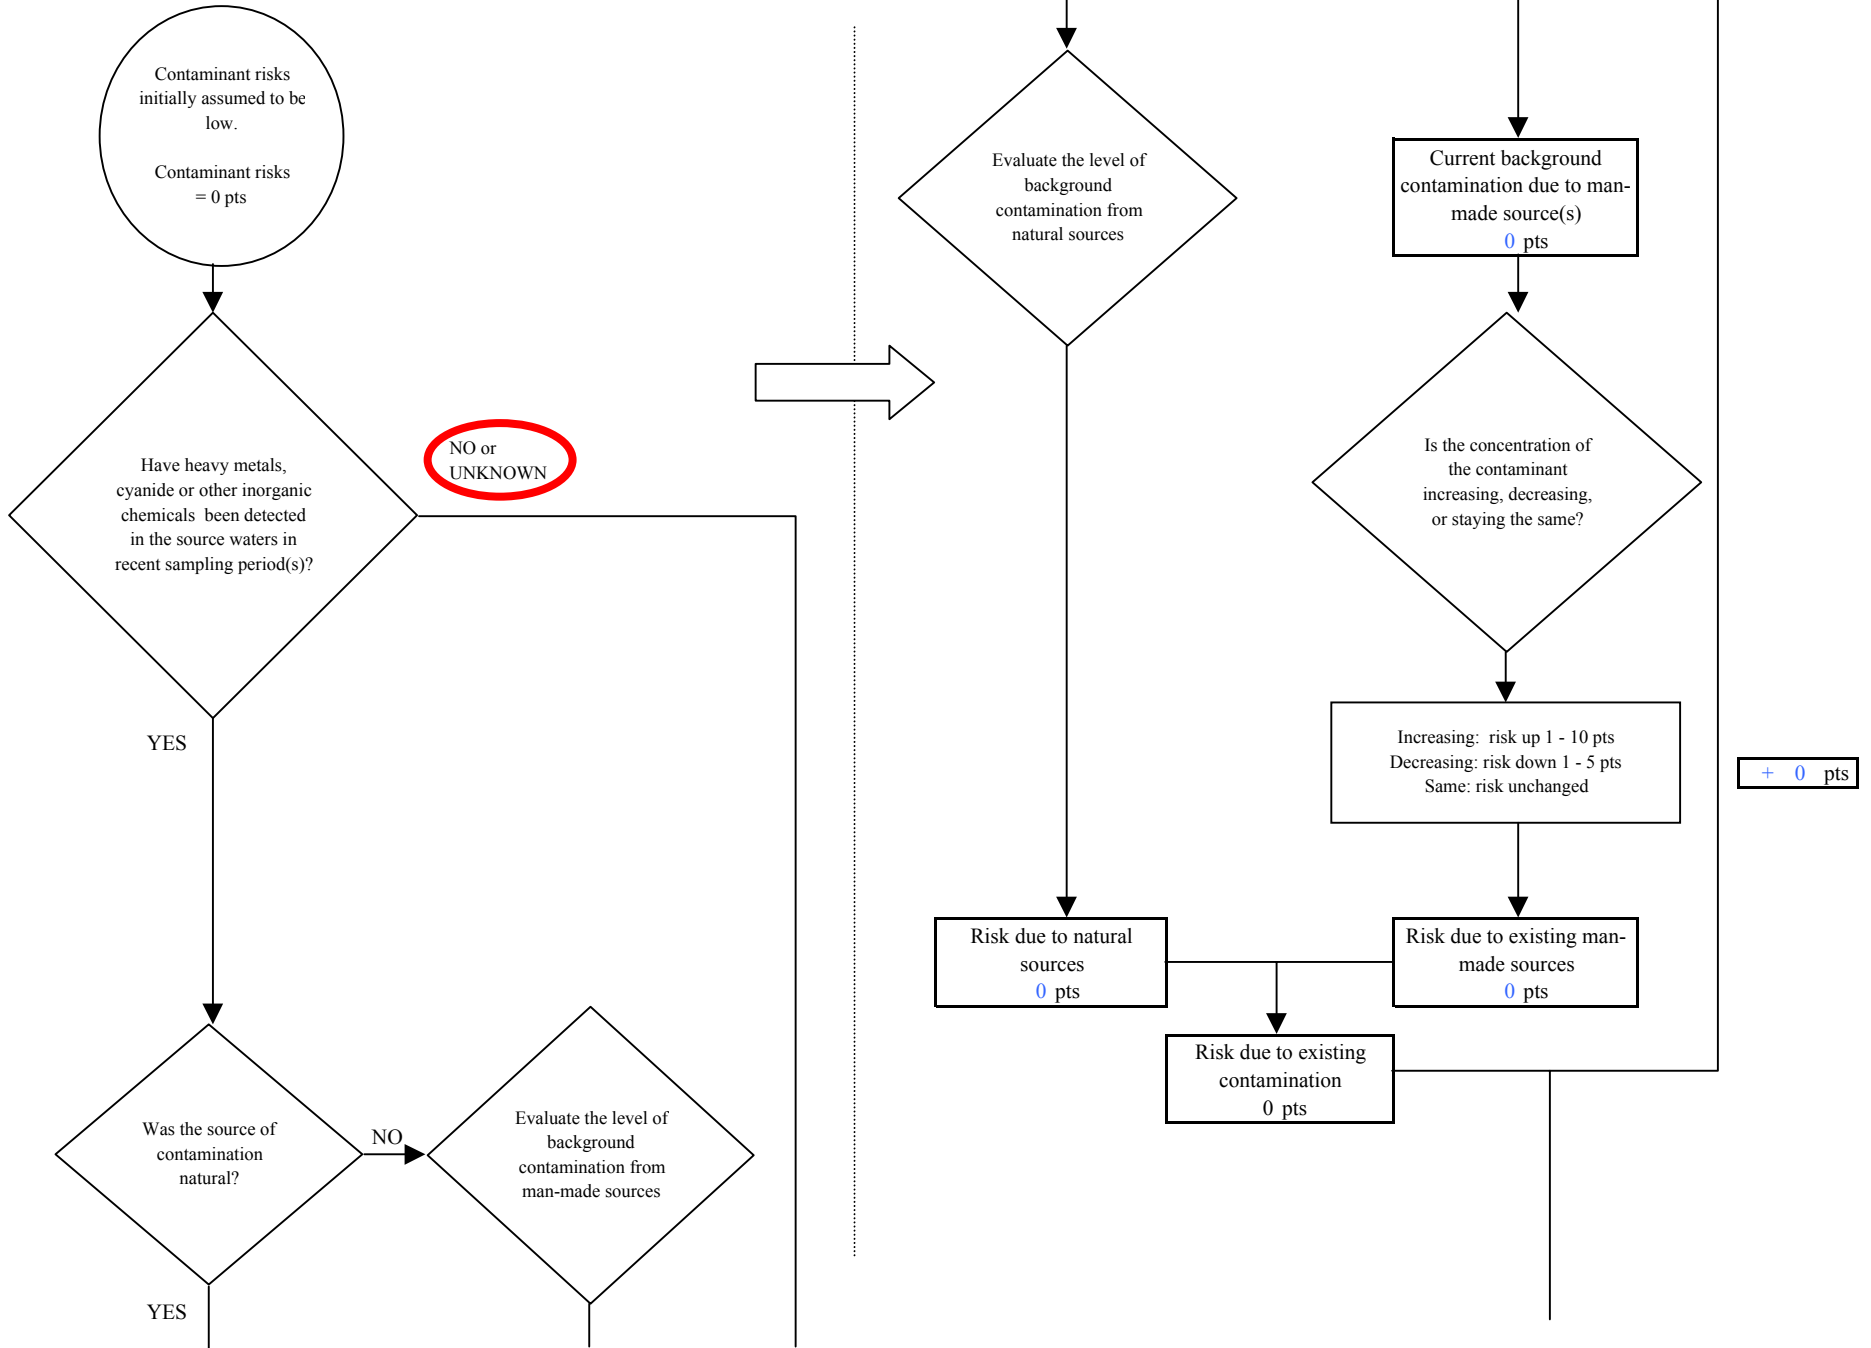 Contaminant risks
initially assumed to be
low.
Contaminant risks
= 0 pts
Have heavy metals,
cyanide or other inorganic
chemicals been detected
in the source waters in
recent sampling period(s)?
NO or
UNKNOWN
YES
Was the source of
contamination
natural?
NO
Evaluate the level of
background
contamination from
man-made sources
YES
Evaluate the level of
background
contamination from
natural sources
Current background
contamination due to man-
made source(s)
0 pts
Is the concentration of
the contaminant
increasing, decreasing,
or staying the same?
Increasing: risk up 1 - 10 pts
Decreasing: risk down 1 - 5 pts
Same: risk unchanged
+ 0 pts
Risk due to natural
sources
0 pts
Risk due to existing man-
made sources
0 pts
Risk due to existing
contamination
0 pts